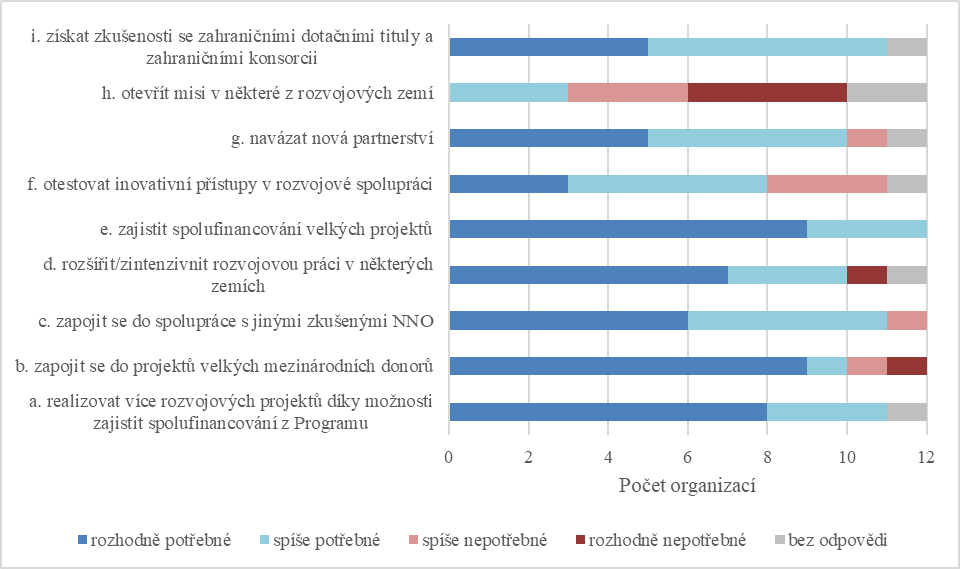 i. získat zkušenosti se zahraničními dotačními tituly a
zahraničními konsorcii
h. otevřít misi v některé z rozvojových zemí
g. navázat nová partnerství
f. otestovat inovativní přístupy v rozvojové spolupráci
e. zajistit spolufinancování velkých projektů
d. rozšířit/zintenzivnit rozvojovou práci v některých
zemích
c. zapojit se do spolupráce s jinými zkušenými NNO
b. zapojit se do projektů velkých mezinárodních donorů
a. realizovat více rozvojových projektů díky možnosti
zajistit spolufinancování z Programu
0 2 4 6 8 10 12
Počet organizací
rozhodně potřebné spíše potřebné spíše nepotřebné rozhodně nepotřebné bez odpovědi